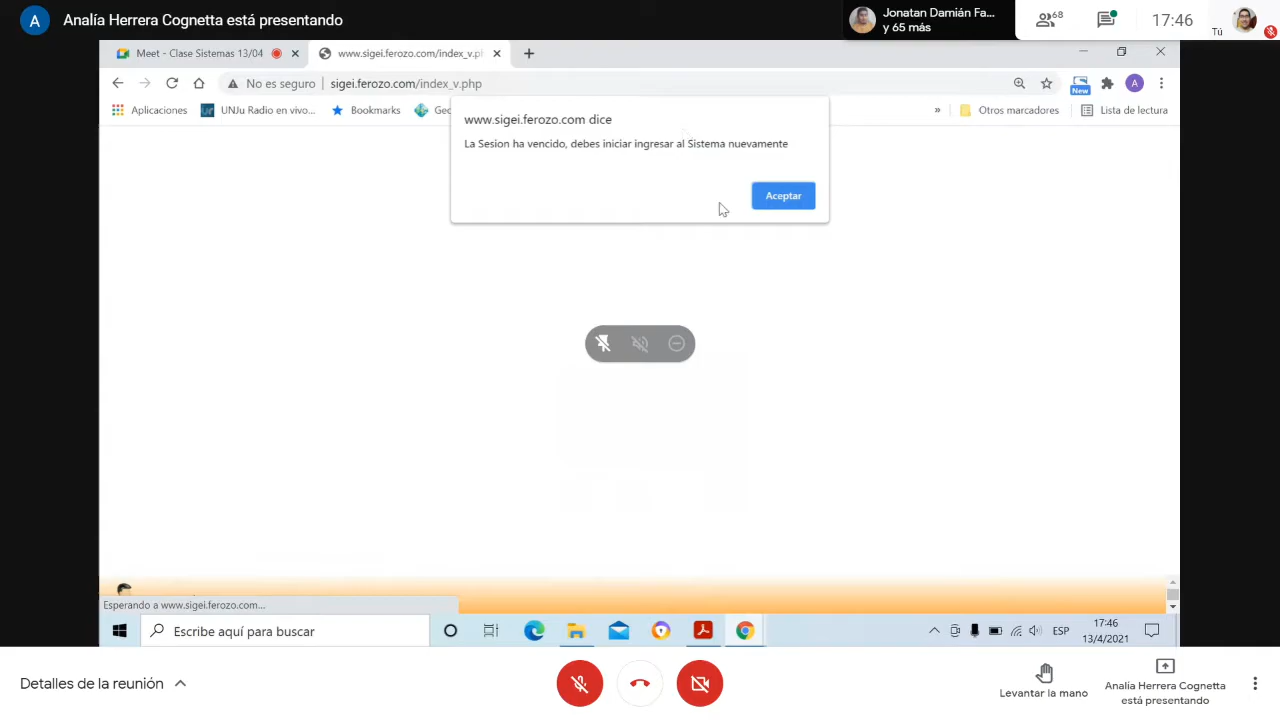 A
Analía Herrera Cognetta está presentando
Jonatan Damián Fa...
y 65 más
68
17:46
Tú
Meet - Clase Sistemas 13/04
www.sigei.ferozo.com/index_v.ph
No es seguro
sigei.ferozo.com/index_v.php
New
A
Aplicaciones
UNJu Radio en vivo...
Bookmarks
Geo
»
Otros marcadores
Lista de lectura
www.sigei.ferozo.com dice
La Sesion ha vencido, debes iniciar ingresar al Sistema nuevamente
Aceptar
Esperando a www.sigei.ferozo.com...
Escribe aquí para buscar
ESP
17:46
13/4/2021
Detalles de la reunión
Levantar la mano
Analía Herrera Cognetta
está presentando